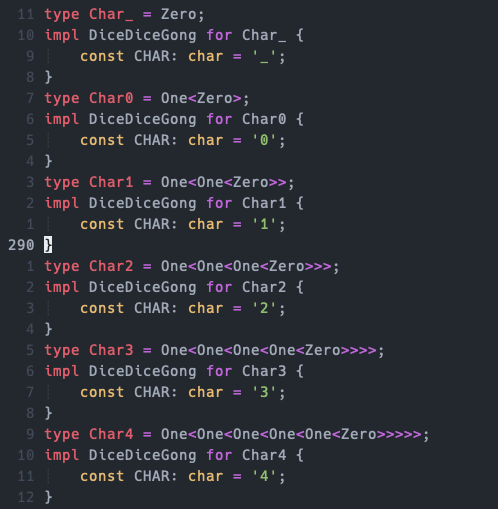 11 type Char_ = Zero;
10 impl DiceDiceGong for Char_ {
9 const CHAR: char = '_';
8 }
7 type Char0 = One<Zero>;
6 impl DiceDiceGong for Char0 {
5 const CHAR: char = '0';
4 }
3 type Char1 = One<One<Zero>>;
2 impl DiceDiceGong for Char1 {
1 const CHAR: char = '1';
290 }
1 type Char2 = One<One<One<Zero>>>;
2 impl DiceDiceGong for Char2 {
3 const CHAR: char = '2';
4 }
5 type Char3 = One<One<One<One<Zero>>>>;
6 impl DiceDiceGong for Char3 {
7 const CHAR: char = '3';
8 }
9 type Char4 = One<One<One<One<One<Zero>>>>>;
10 impl DiceDiceGong for Char4 {
11 const CHAR: char = '4';
12 }